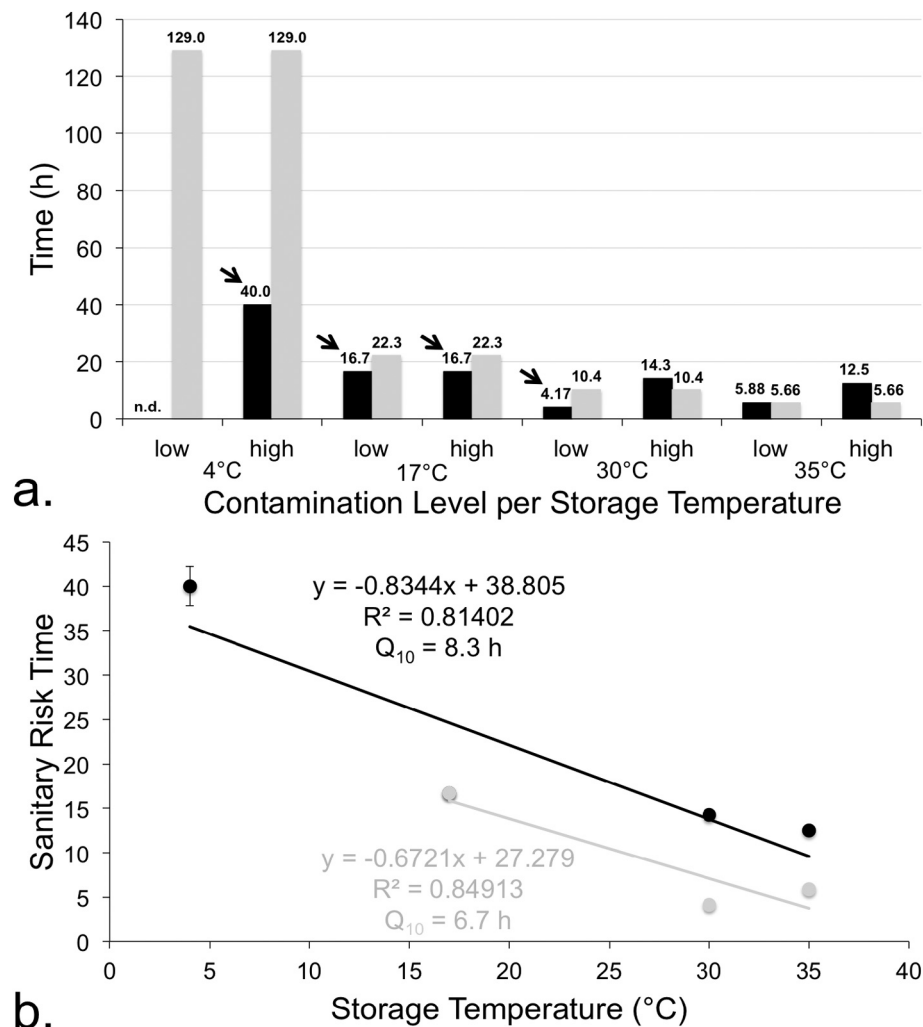 140
120
100
80
60
40
20
0
Time (h)
129.0 129.0
40.0
16.7 22.3 16.7 22.3
4.17 10.4 14.3 10.4
5.88 5.66 12.5 5.66
n.d.
low high low high low high low high
4°C 17°C 30°C 35°C
a.
Contamination Level per Storage Temperature
45
40
35
30
25
20
15
10
5
0
Sanitary Risk Time
y = -0.8344x + 38.805
R² = 0.81402
Q₁₀ = 8.3 h
y = -0.6721x + 27.279
R² = 0.84913
Q₁₀ = 6.7 h
0 5 10 15 20 25 30 35 40
Storage Temperature (°C)
b.